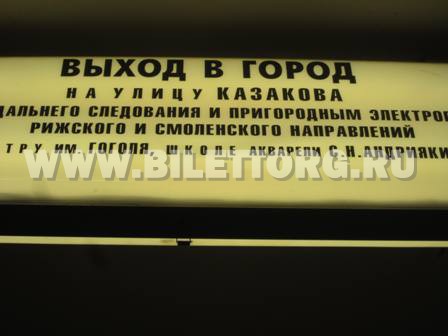 ВЫХОД В ГОРОД
НА УЛИЦУ КАЗАКОВА
ДАЛЬНЕГО СЛЕДОВАНИЯ И ПРИГОРОДНЫМ ЭЛЕКТРО
РИЖСКОГО И СМОЛЕНСКОГО НАПРАВЛЕНИЙ
ТРУ ИМ. ГОГОЛЯ, ШКОЛЕ АКВАРЕЛИ С.Н. АНДРИЯКИ
WWW.BILETTORG.RU